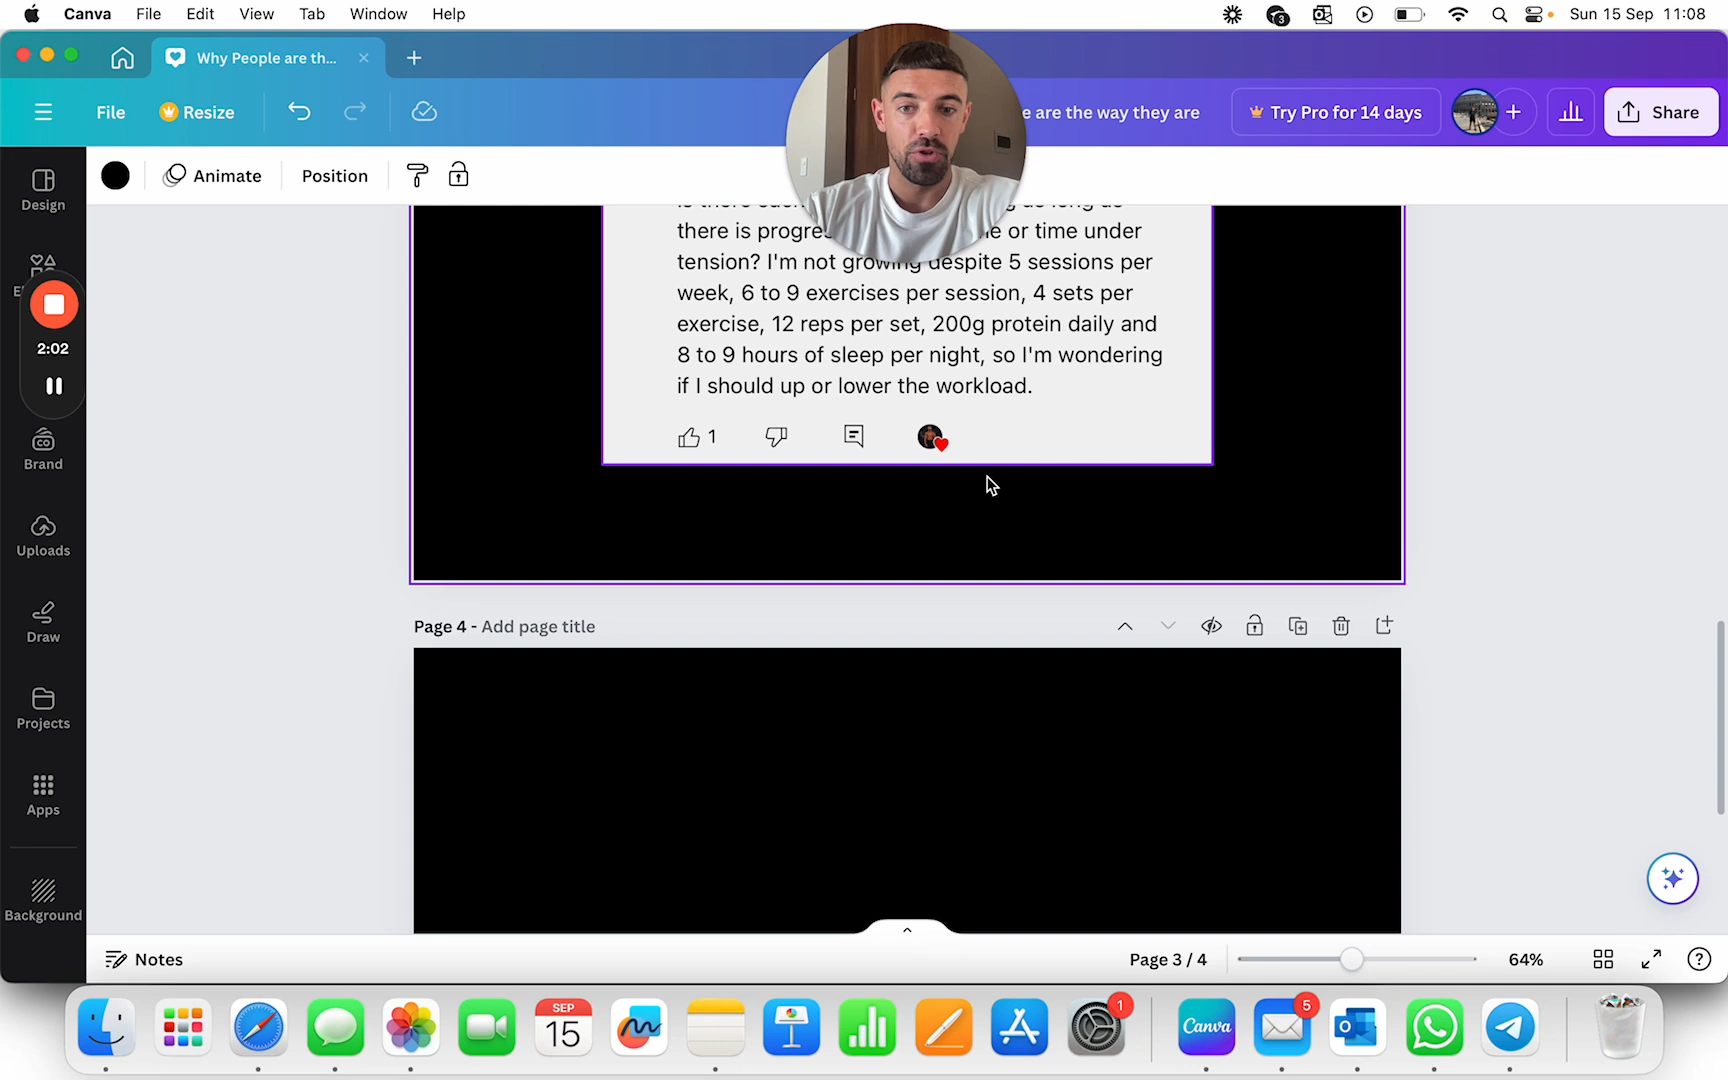 Canva File Edit View Tab Window Help
3
Sun 15 Sep 11:08
Why People are th...
File Resize
e are the way they are
Try Pro for 14 days
Share
Animate Position
Design
there is progre
e or time under
tension? I'm not growing despite 5 sessions per
week, 6 to 9 exercises per session, 4 sets per
exercise, 12 reps per set, 200g protein daily and
8 to 9 hours of sleep per night, so I'm wondering
if I should up or lower the workload.
1
2:02
Brand
Uploads
Draw
Projects
Apps
Background
Page 4 - Add page title
Notes
Page 3 / 4
64%
SEP
15
1
Canva
5